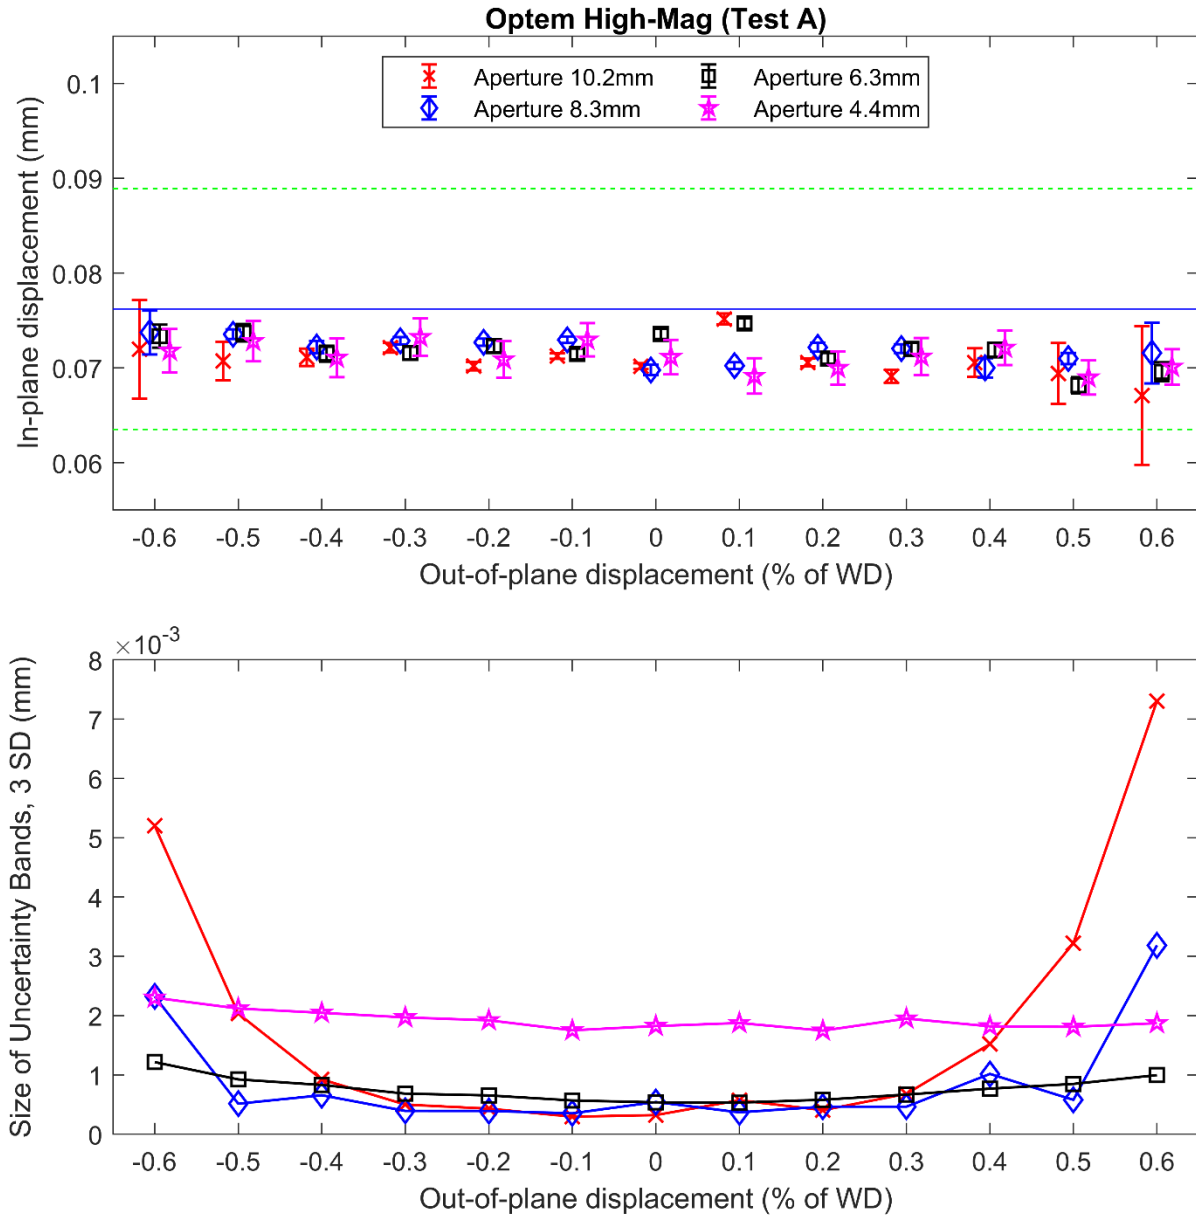 Optem High-Mag (Test A)
Aperture 10.2mm
Aperture 8.3mm
Aperture 6.3mm
Aperture 4.4mm
In-plane displacement (mm)
0.1
0.09
0.08
0.07
0.06
-0.6 -0.5 -0.4 -0.3 -0.2 -0.1 0 0.1 0.2 0.3 0.4 0.5 0.6
Out-of-plane displacement (% of WD)
×10-3
Size of Uncertainty Bands, 3 SD (mm)
8
7
6
5
4
3
2
1
0
-0.6 -0.5 -0.4 -0.3 -0.2 -0.1 0 0.1 0.2 0.3 0.4 0.5 0.6
Out-of-plane displacement (% of WD)